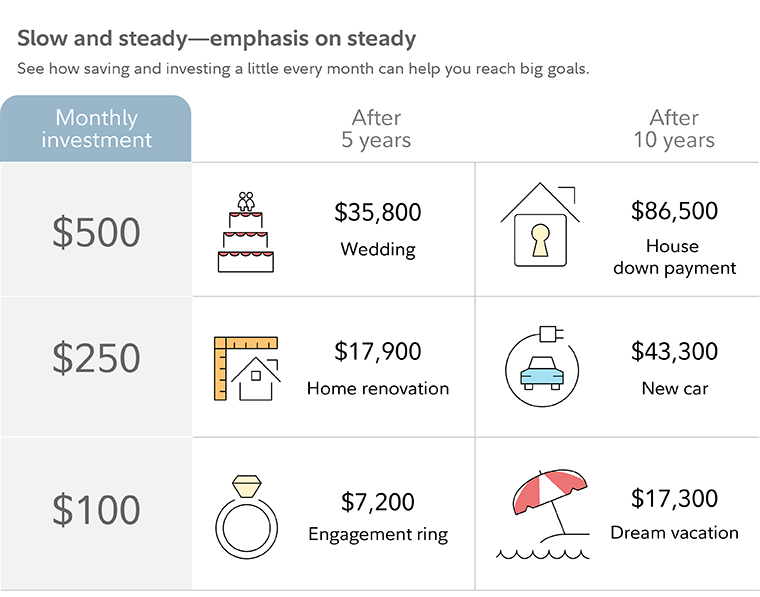 Slow and steady—emphasis on steady
See how saving and investing a little every month can help you reach big goals.
Monthly
investment
After
5 years
After
10 years
$500
$35,800
Wedding
$86,500
House
down payment
$250
$17,900
Home renovation
$43,300
New car
$100
$7,200
Engagement ring
$17,300
Dream vacation